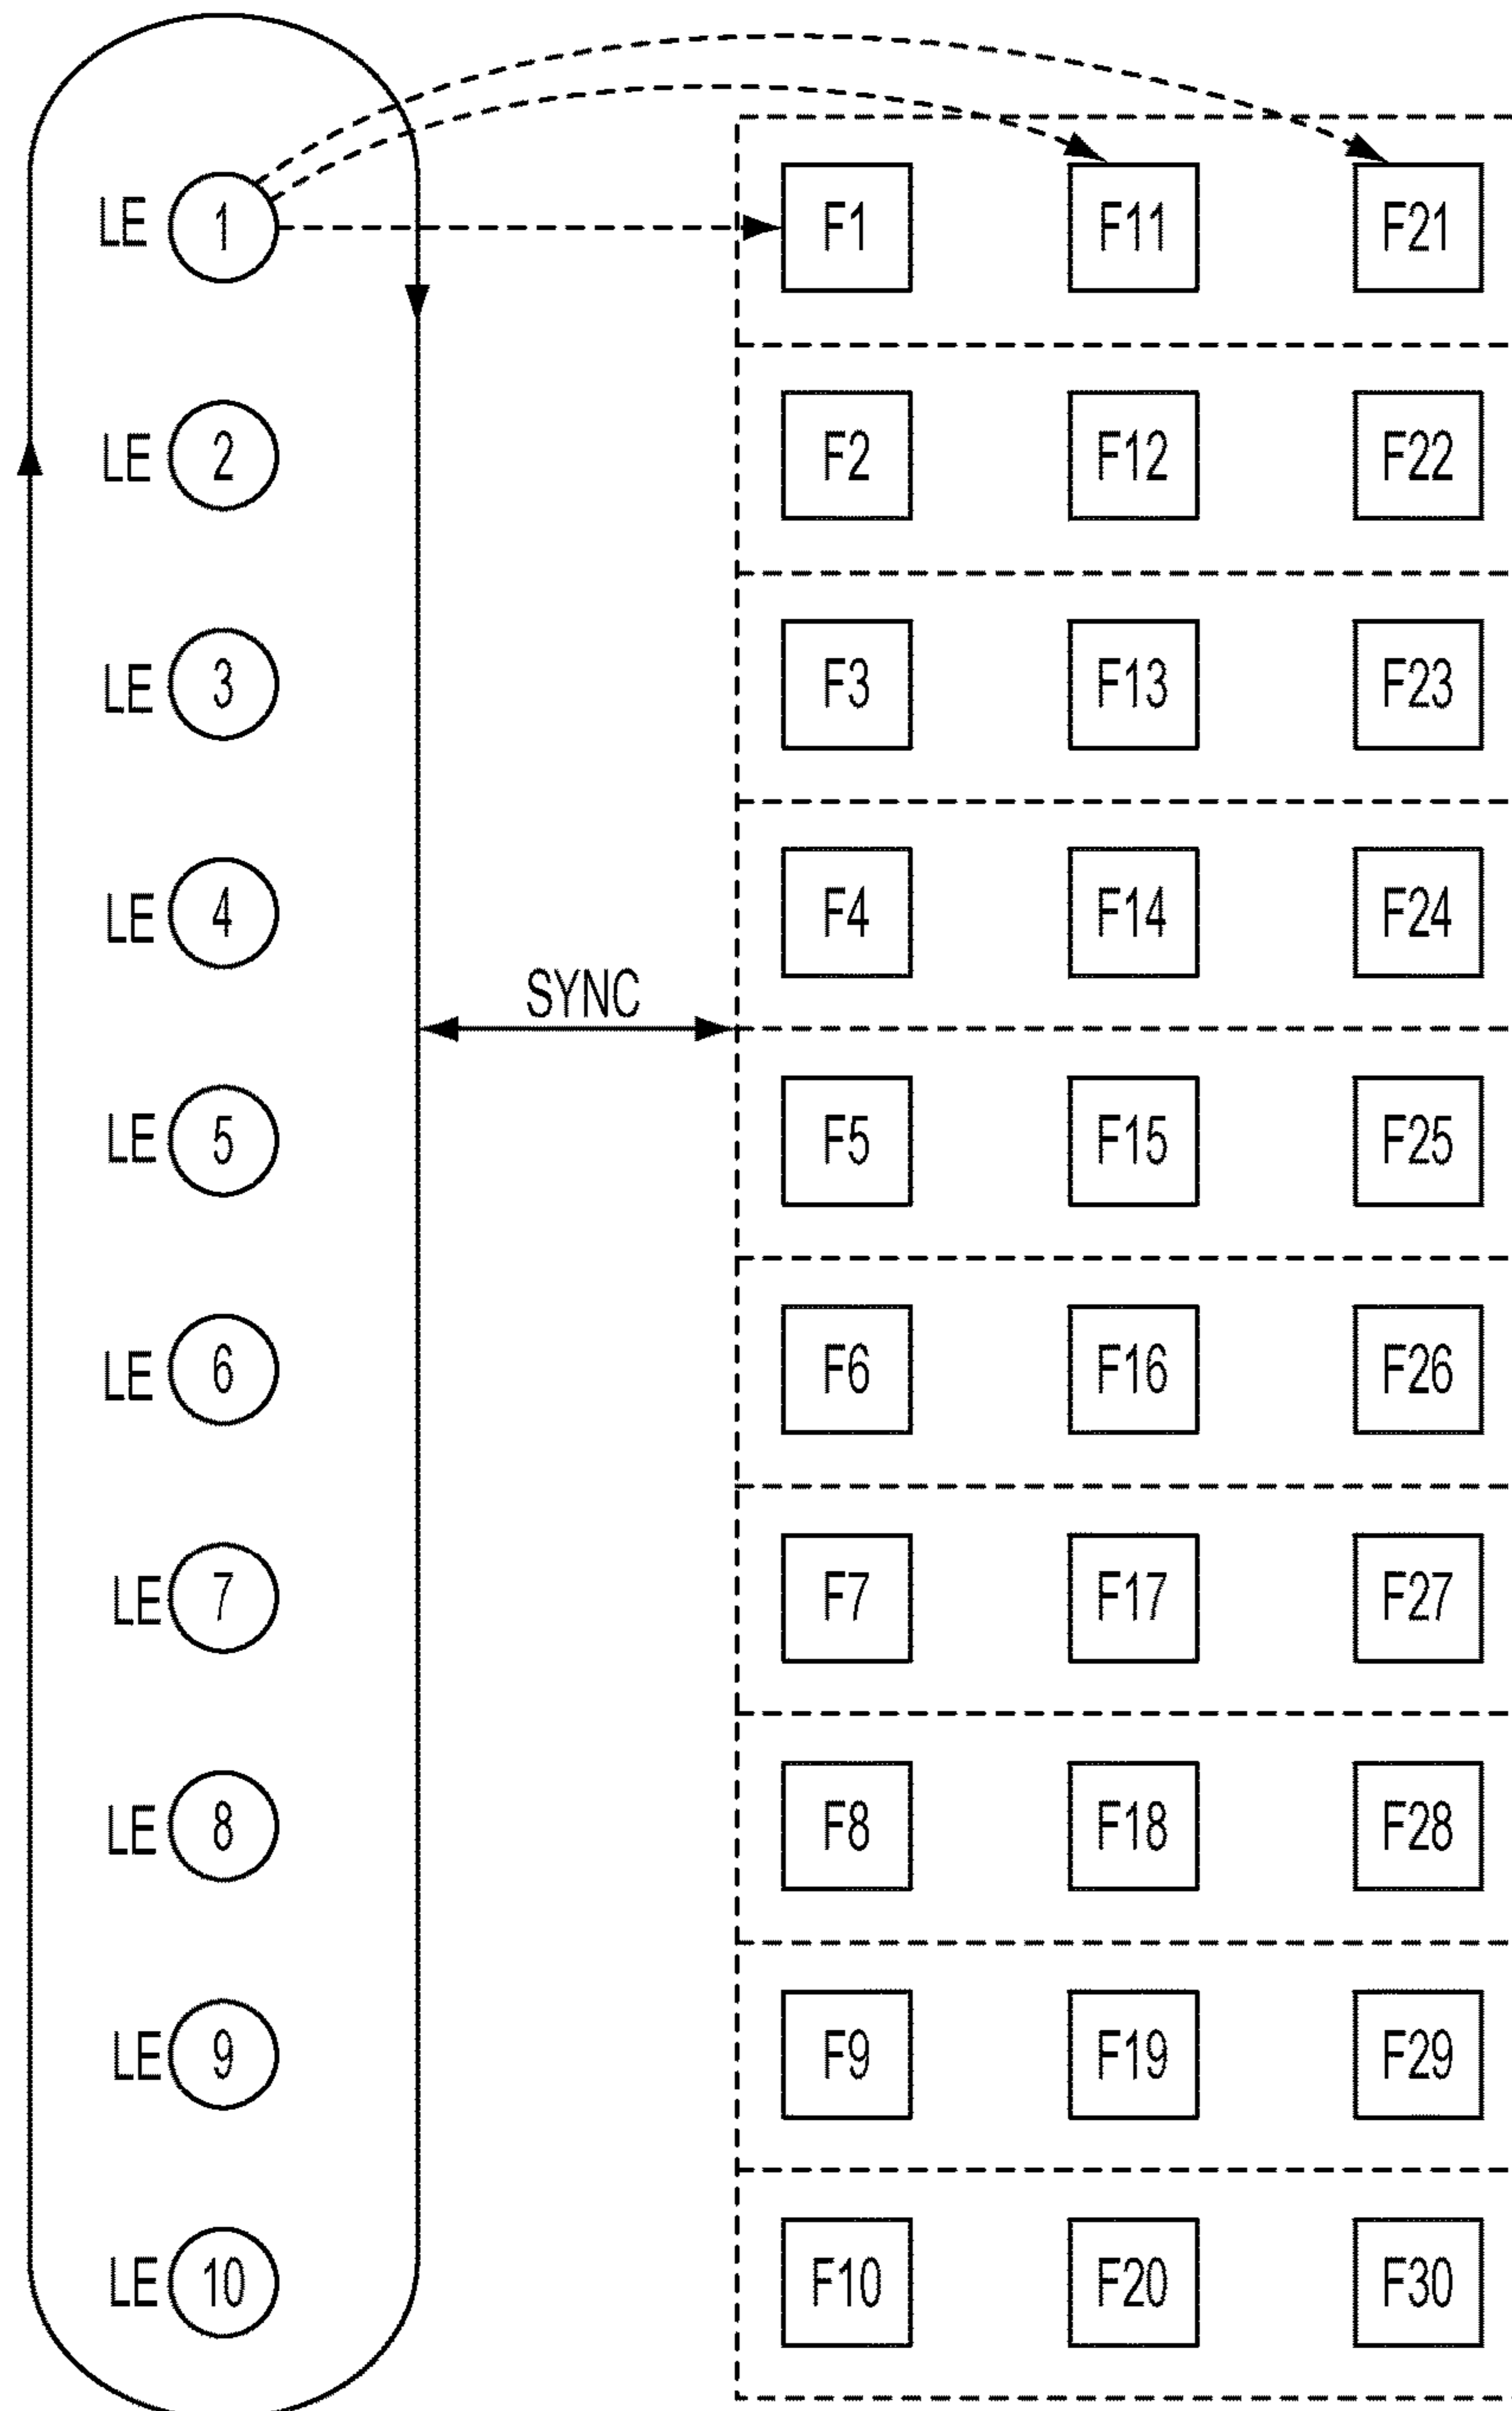 LE 1 F1 F11 F21
LE 2 F2 F12 F22
LE 3 F3 F13 F23
LE 4 F4 F14 F24
SYNC
LE 5 F5 F15 F25
LE 6 F6 F16 F26
LE 7 F7 F17 F27
LE 8 F8 F18 F28
LE 9 F9 F19 F29
LE 10 F10 F20 F30